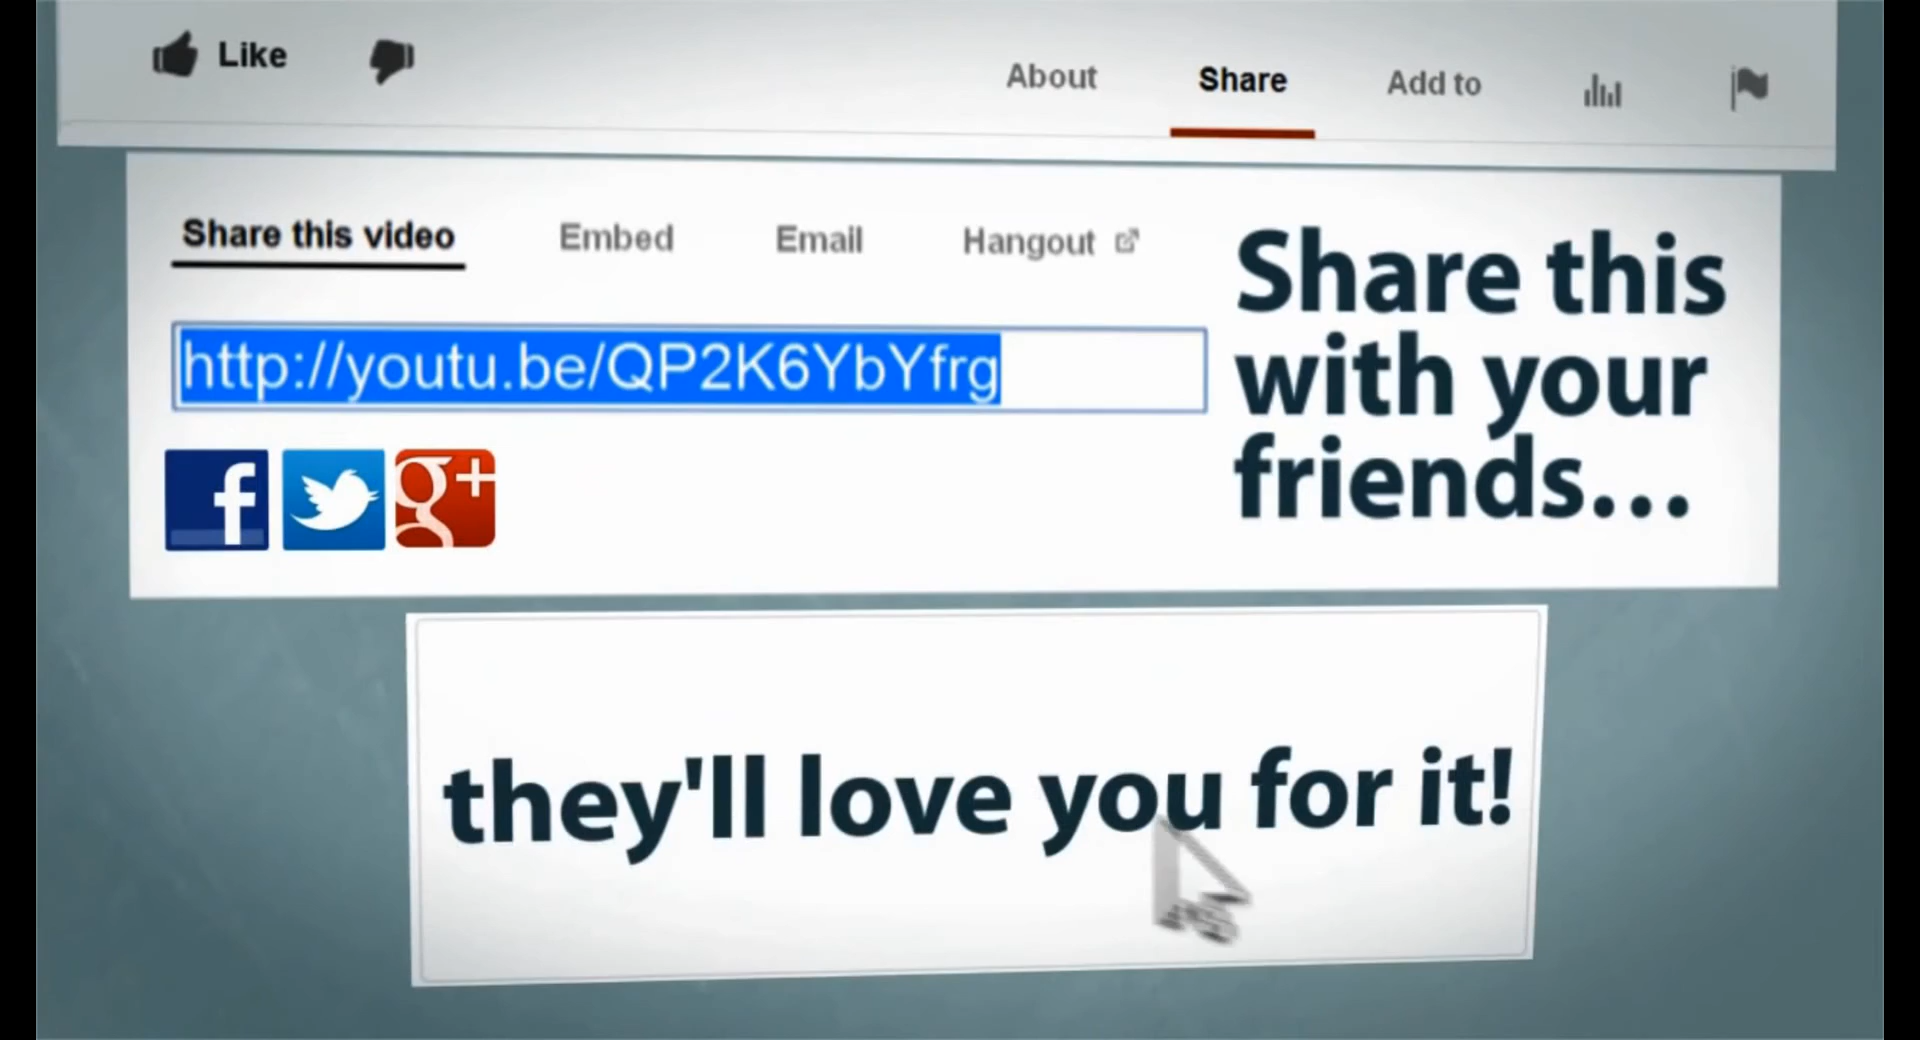 Like
About Share Add to
Share this video Embed Email Hangout
http://youtu.be/QP2K6YbYfrg
f g+
Share this
with your
friends...
they'll love you for it!